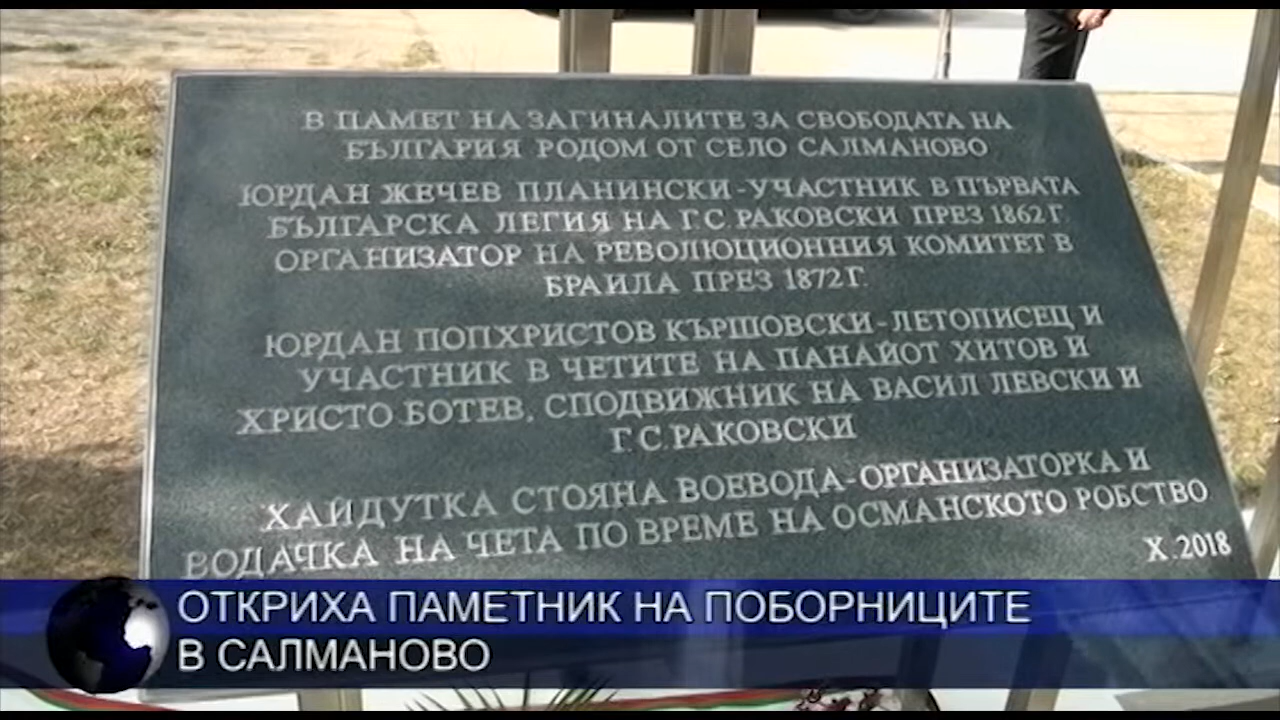 В ПАМЕТ НА ЗАГИНАЛИТЕ ЗА СВОБОДАТА НА
БЪЛГАРИЯ РОДОМ ОТ СЕЛО САЛМАНОВО
ЮРДАН ЖЕЧЕВ ПЛАНИНСКИ-УЧАСТНИК В ПЪРВАТА
БЪЛГАРСКА ЛЕГИЯ НА Г.С.РАКОВСКИ ПРЕЗ 1862 Г.
ОРГАНИЗАТОР НА РЕВОЛЮЦИОННИЯ КОМИТЕТ В
БРАИЛА ПРЕЗ 1872 Г.
ЮРДАН ПОПХРИСТОВ КЪРШОВСКИ-ЛЕТОПИСЕЦ И
УЧАСТНИК В ЧЕТИТЕ НА ПАНАЙОТ ХИТОВ И
ХРИСТО БОТЕВ, СПОДВИЖНИК НА ВАСИЛ ЛЕВСКИ И
Г.С.РАКОВСКИ
ХАЙДУТКА СТОЯНА ВОЕВОДА-ОРГАНИЗАТОРКА И
ВОДАЧКА НА ЧЕТА ПО ВРЕМЕ НА ОСМАНСКОТО РОБСТВО
X.2018
ОТКРИХА ПАМЕТНИК НА ПОБОРНИЦИТЕ
В САЛМАНОВО